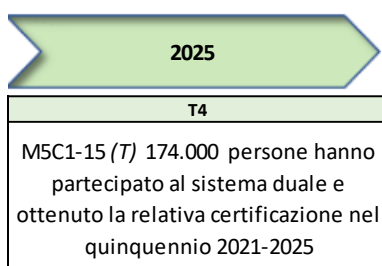 2025
T4
M5C1-15 (T) 174.000 persone hanno
partecipato al sistema duale e
ottenuto la relativa certificazione nel
quinquennio 2021-2025